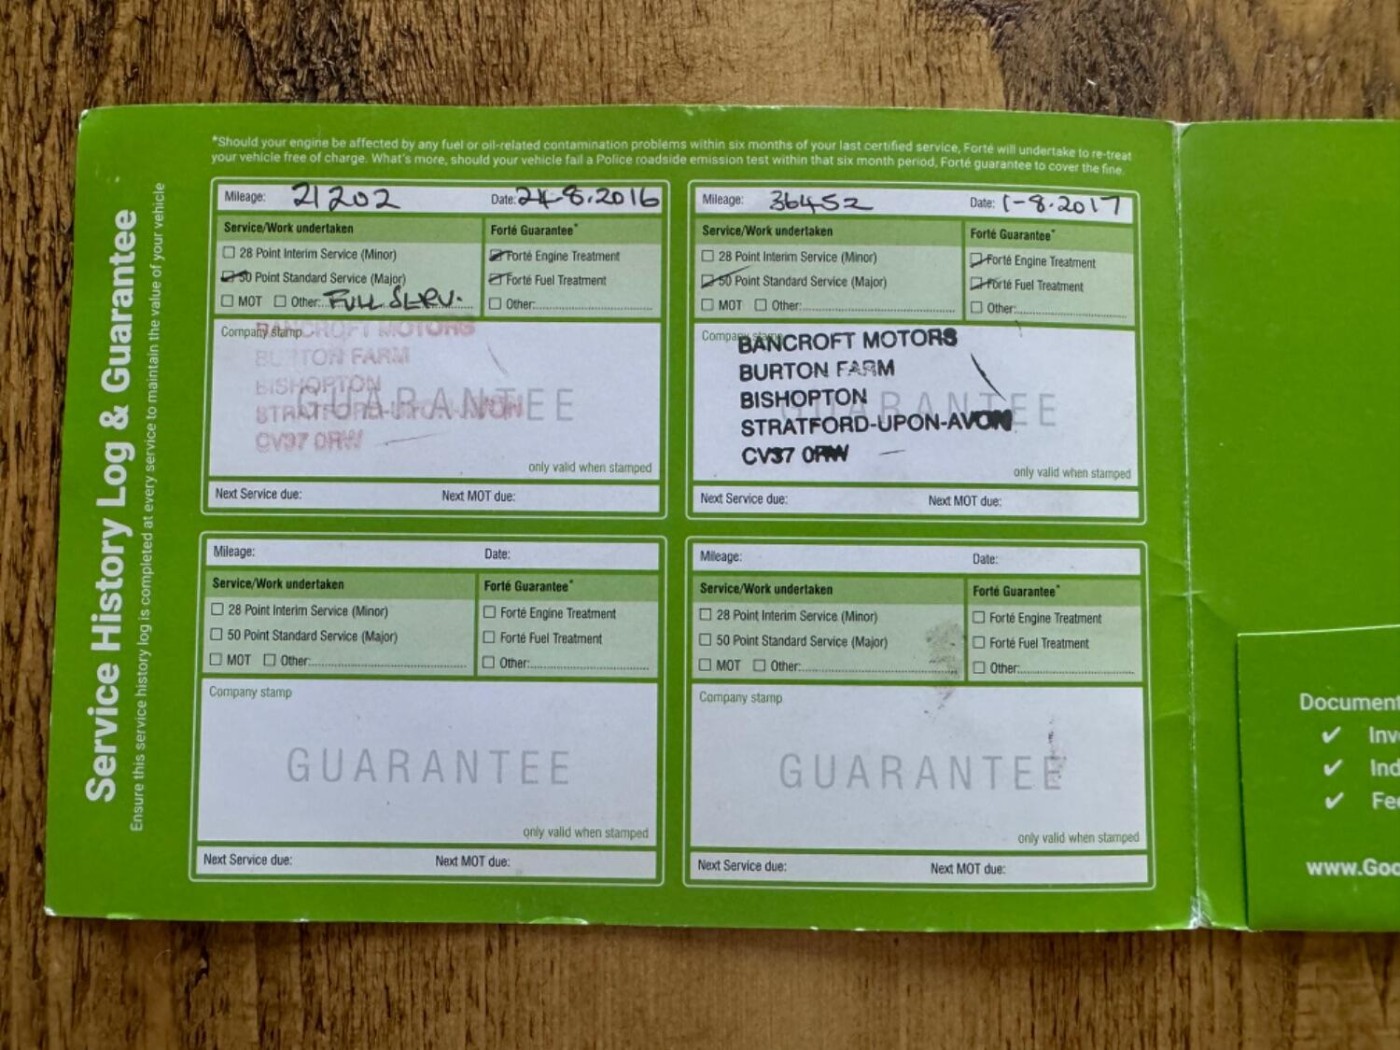 Service History Log & Guarantee
Ensure this service history log is completed at every service to maintain the value of your vehicle
*Should your engine be affected by any fuel or oil-related contamination problems within six months of your last certified service, Forté will undertake to re-treat
your vehicle free of charge. What's more, should your vehicle fail a Police roadside emission test within that six month period, Forté guarantee to cover the fine.
Mileage: 21202 Date: 24-8.2016
Service/Work undertaken Forté Guarantee*
28 Point Interim Service (Minor) Forté Engine Treatment
50 Point Standard Service (Major) Forté Fuel Treatment
MOT Other: FULL SERV. Other:
Company stamp
BANCROFT MOTORS
BURTON FARM
BISHOPTON
GUARANTEE
STRATFORD-UPON-AVON
CV37 0RW
only valid when stamped
Next Service due: Next MOT due:
Mileage: 36452 Date: 1-8.2017
Service/Work undertaken Forté Guarantee*
28 Point Interim Service (Minor) Forté Engine Treatment
50 Point Standard Service (Major) Forté Fuel Treatment
MOT Other: Other:
Company stamp
BANCROFT MOTORS
BURTON FARM
BISHOPTON
GUARANTEE
STRATFORD-UPON-AVON
CV37 0RW
only valid when stamped
Next Service due: Next MOT due:
Mileage: Date:
Service/Work undertaken Forté Guarantee*
28 Point Interim Service (Minor) Forté Engine Treatment
50 Point Standard Service (Major) Forté Fuel Treatment
MOT Other: Other:
Company stamp
GUARANTEE
only valid when stamped
Next Service due: Next MOT due:
Mileage: Date:
Service/Work undertaken Forté Guarantee*
28 Point Interim Service (Minor) Forté Engine Treatment
50 Point Standard Service (Major) Forté Fuel Treatment
MOT Other: Other:
Company stamp
GUARANTEE
only valid when stamped
Next Service due: Next MOT due:
Document
✔ Inv
✔ Ind
✔ Fee
www.Goo